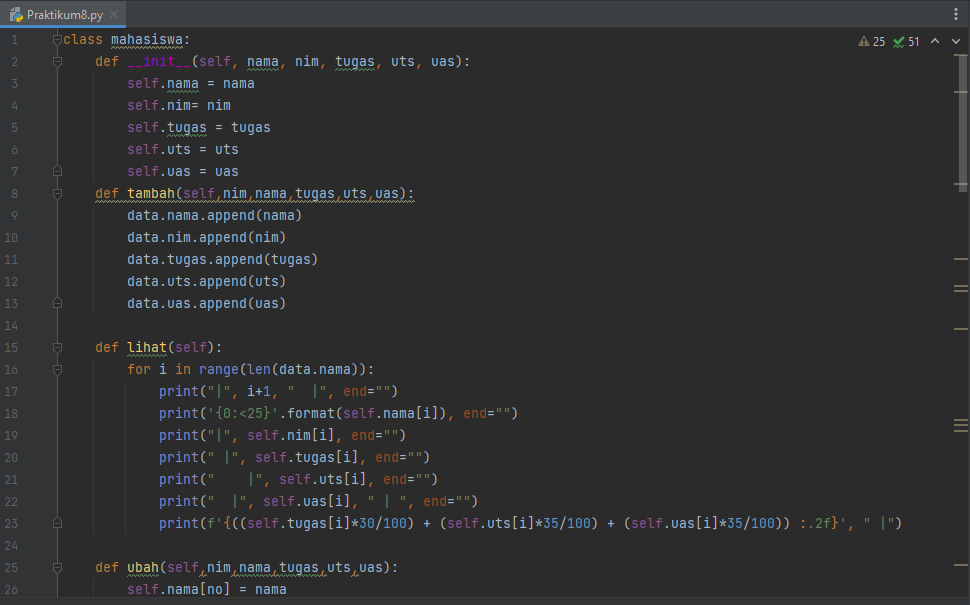 Praktikum8.py
25 51
1 class mahasiswa:
2     def __init__(self, nama, nim, tugas, uts, uas):
3         self.nama = nama
4         self.nim= nim
5         self.tugas = tugas
6         self.uts = uts
7         self.uas = uas
8     def tambah(self,nim,nama,tugas,uts,uas):
9         data.nama.append(nama)
10         data.nim.append(nim)
11         data.tugas.append(tugas)
12         data.uts.append(uts)
13         data.uas.append(uas)
14
15     def lihat(self):
16         for i in range(len(data.nama)):
17             print("|", i+1, "  |", end="")
18             print('{0:<25}'.format(self.nama[i]), end="")
19             print("|", self.nim[i], end="")
20             print(" |", self.tugas[i], end="")
21             print("    |", self.uts[i], end="")
22             print("  |", self.uas[i], " | ", end="")
23             print(f'{((self.tugas[i]*30/100) + (self.uts[i]*35/100) + (self.uas[i]*35/100)) :.2f}', " |")
24
25     def ubah(self,nim,nama,tugas,uts,uas):
26         self.nama[no] = nama